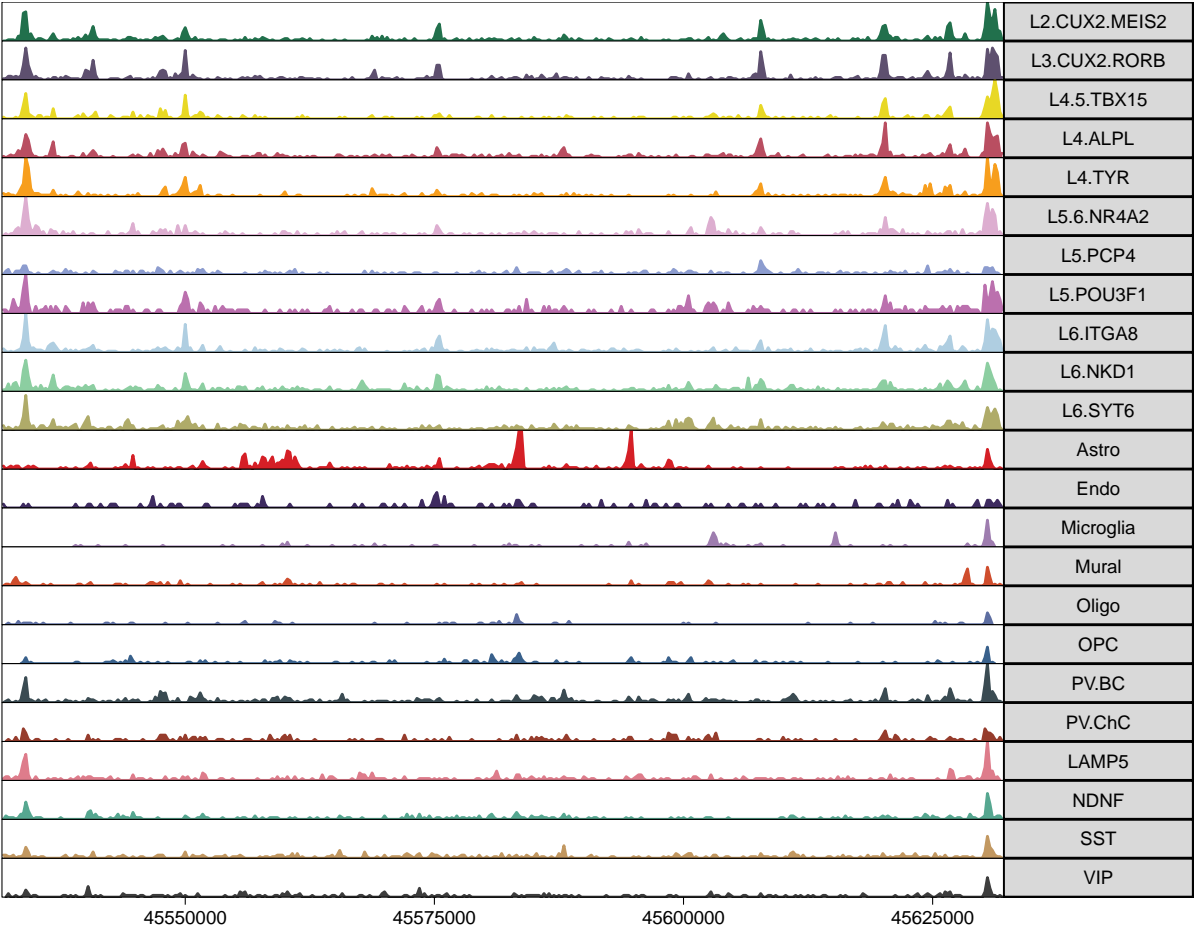 L2.CUX2.MEIS2
L3.CUX2.RORB
L4.5.TBX15
L4.ALPL
L4.TYR
L5.6.NR4A2
L5.PCP4
L5.POU3F1
L6.ITGA8
L6.NKD1
L6.SYT6
Astro
Endo
Microglia
Mural
Oligo
OPC
PV.BC
PV.ChC
LAMP5
NDNF
SST
VIP
45550000 45575000 45600000 45625000